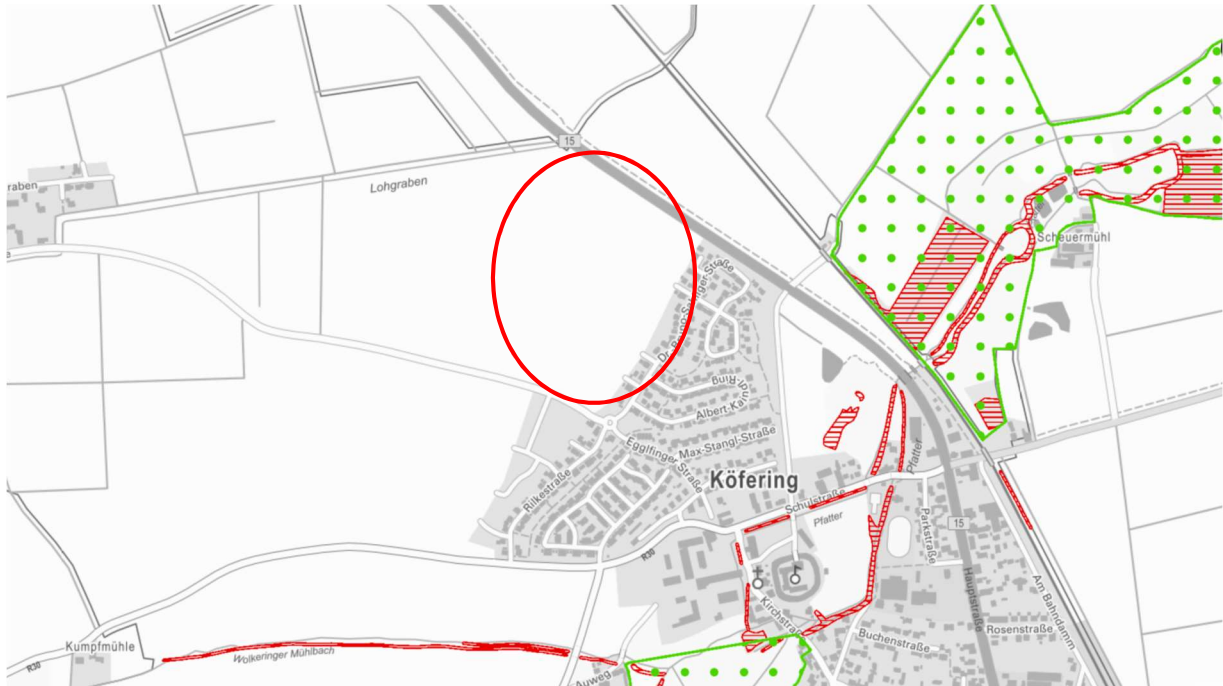 15
Lohgraben
raben
Scheuermühl
Dr.-
Straße
Albert-Kaundl-Ring
Max-Stangl-Straße
Egglfinger Straße
Rilkestraße
Köfering
Schulstraße
Pfatter
Pfatter
15
Parkstraße
R30
Hauptstraße
Am Bahndamm
Kirchstraße
Rosenstraße
Buchenstraße
Kumpfmühle
Wolkeringer Mühlbach
R30
Auweg